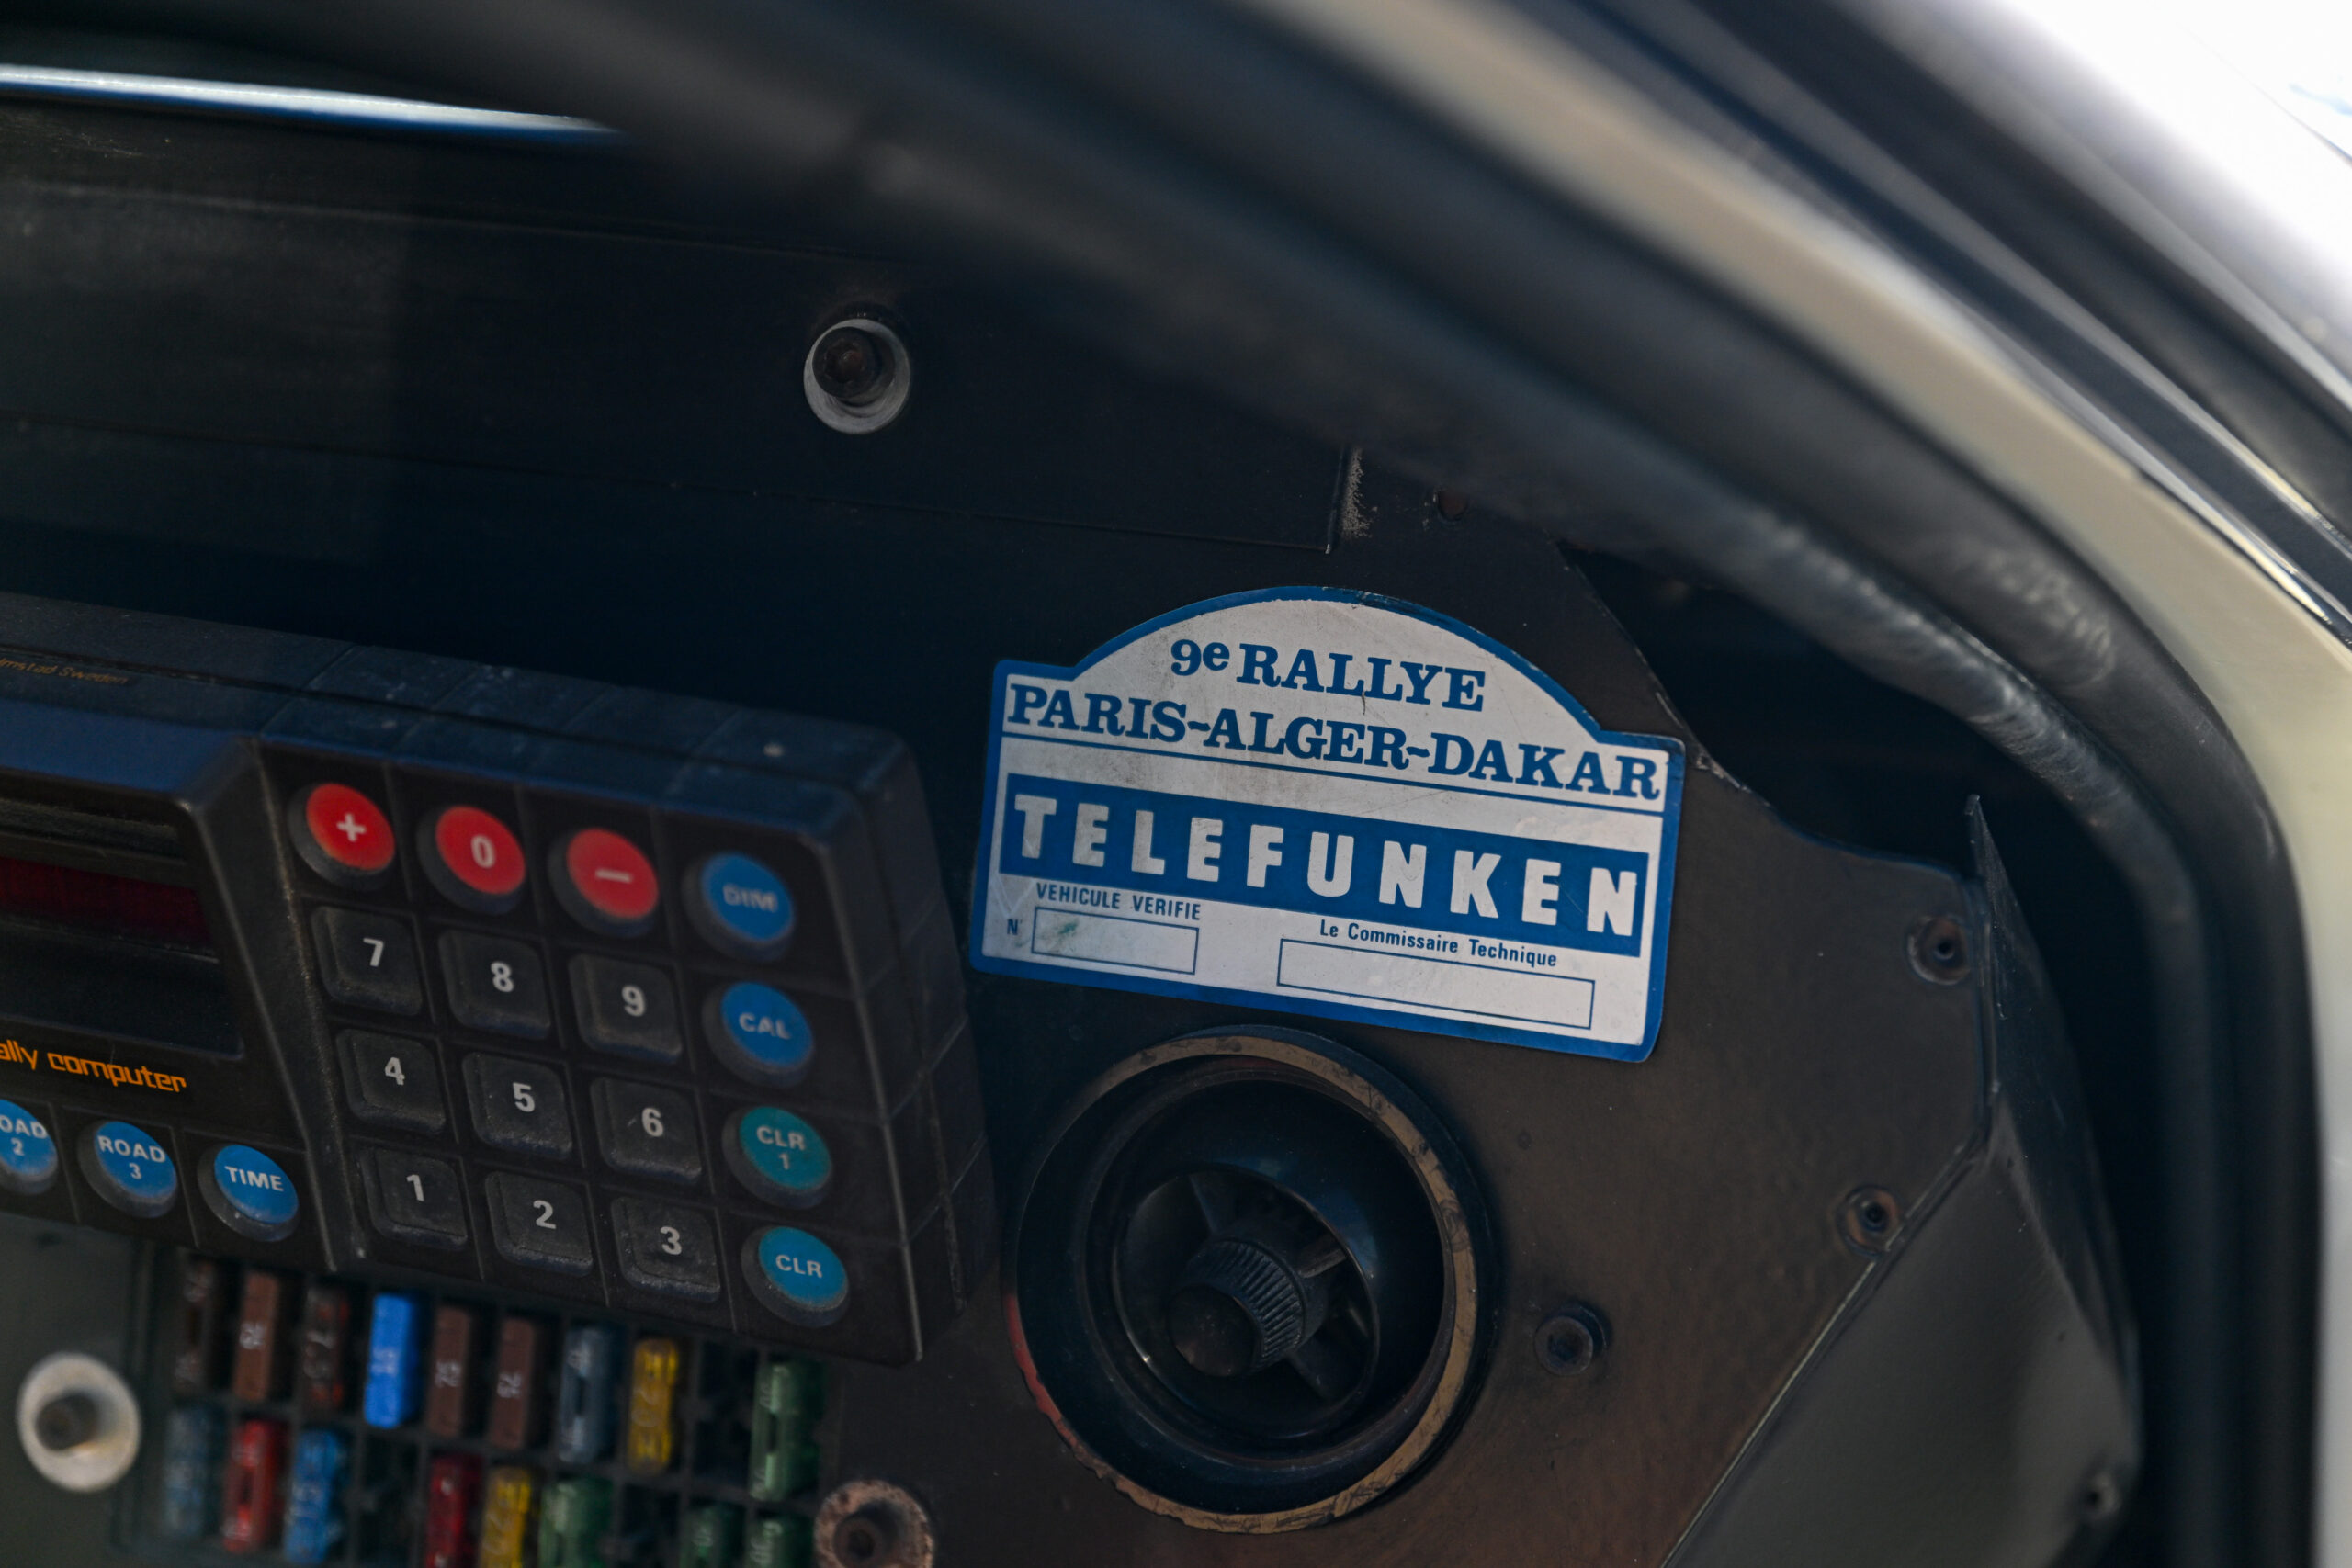 9e RALLYE
PARIS-ALGER-DAKAR
TELEFUNKEN
VEHICULE VERIFIE
N°
Le Commissaire Technique
Sweden
computer
+ 0 − DIM
7 8 9 CAL
4 5 6 CLR 1
1 2 3 CLR
ROAD 3
TIME